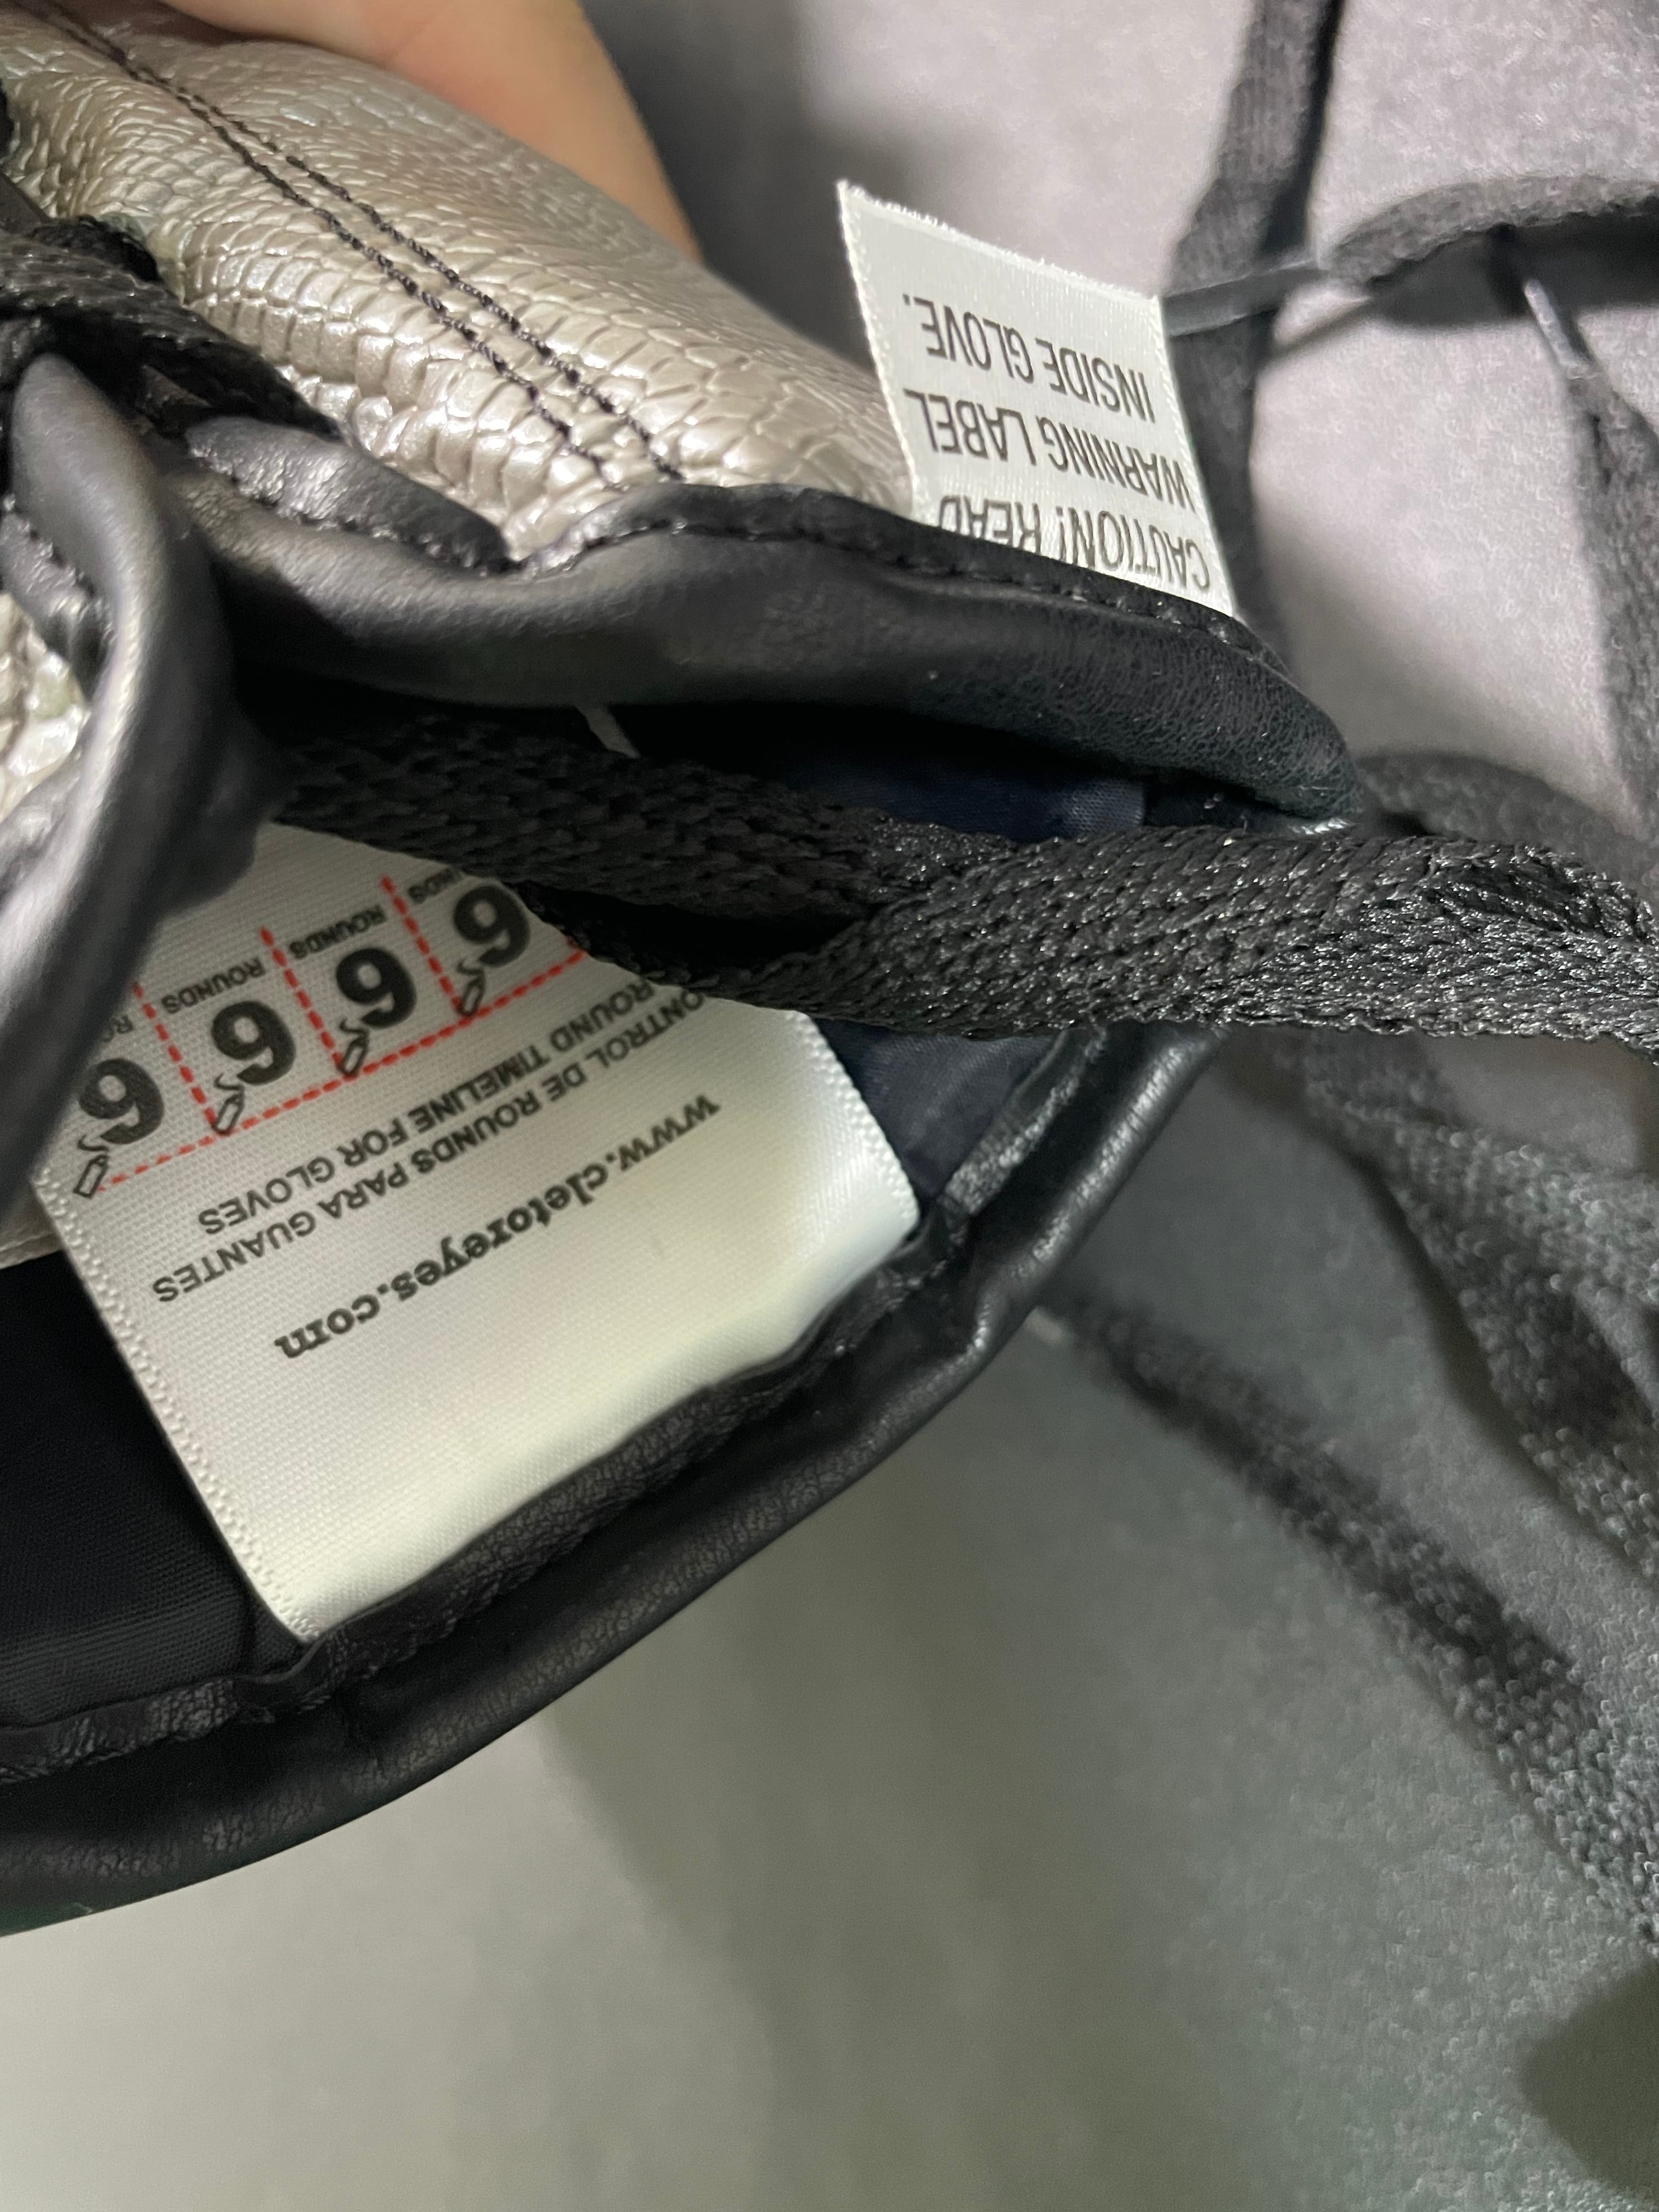 CAUTION! READ
WARNING LABEL
INSIDE GLOVE.
www.cletoreyes.com
CONTROL DE ROUNDS PARA GUANTES
ROUND TIMELINE FOR GLOVES
6 6 6 6
ROUNDS ROUNDS